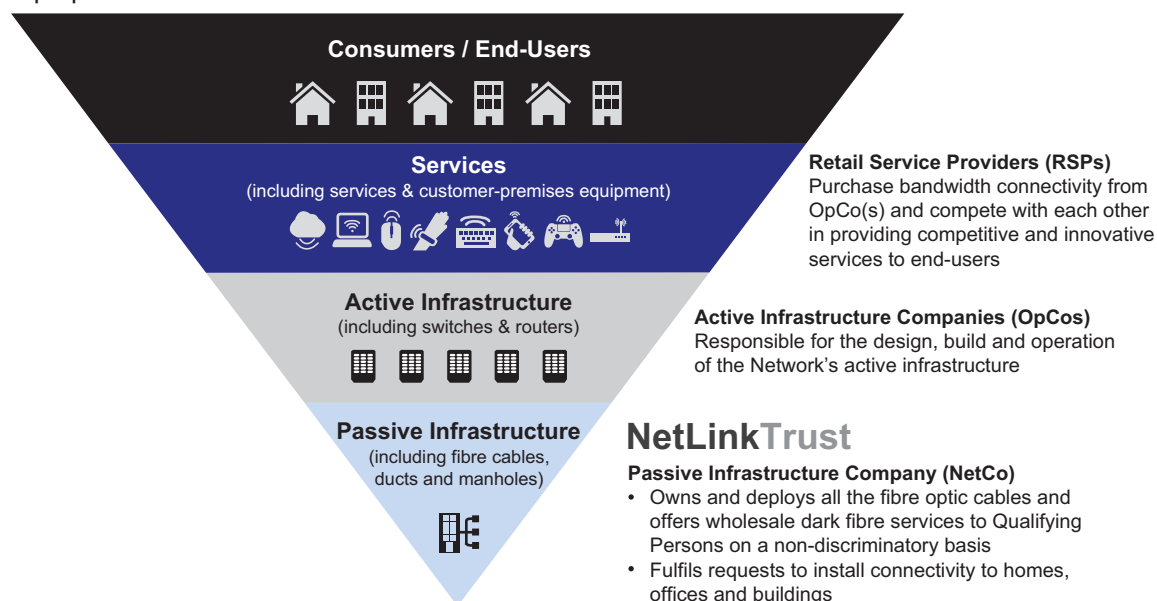 Consumers / End-Users
Services
(including services & customer-premises equipment)
Retail Service Providers (RSPs)
Purchase bandwidth connectivity from
OpCo(s) and compete with each other
in providing competitive and innovative
services to end-users
Active Infrastructure
(including switches & routers)
Active Infrastructure Companies (OpCos)
Responsible for the design, build and operation
of the Network’s active infrastructure
Passive Infrastructure
(including fibre cables,
ducts and manholes)
NetLinkTrust
Passive Infrastructure Company (NetCo)
• Owns and deploys all the fibre optic cables and
offers wholesale dark fibre services to Qualifying
Persons on a non-discriminatory basis
• Fulfils requests to install connectivity to homes,
offices and buildings